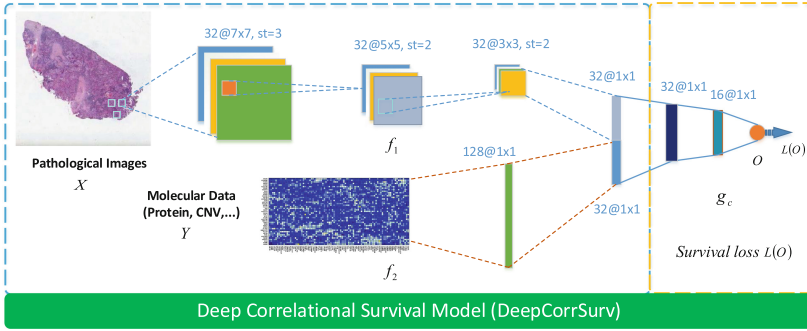 32@7x7, st=3
32@5x5, st=2
32@3x3, st=2
32@1x1
32@1x1
16@1x1
f1
Pathological Images
X
128@1x1
O
L(O)
Molecular Data
(Protein, CNV,...)
Y
32@1x1
gc
f2
Survival loss L(O)
Deep Correlational Survival Model (DeepCorrSurv)